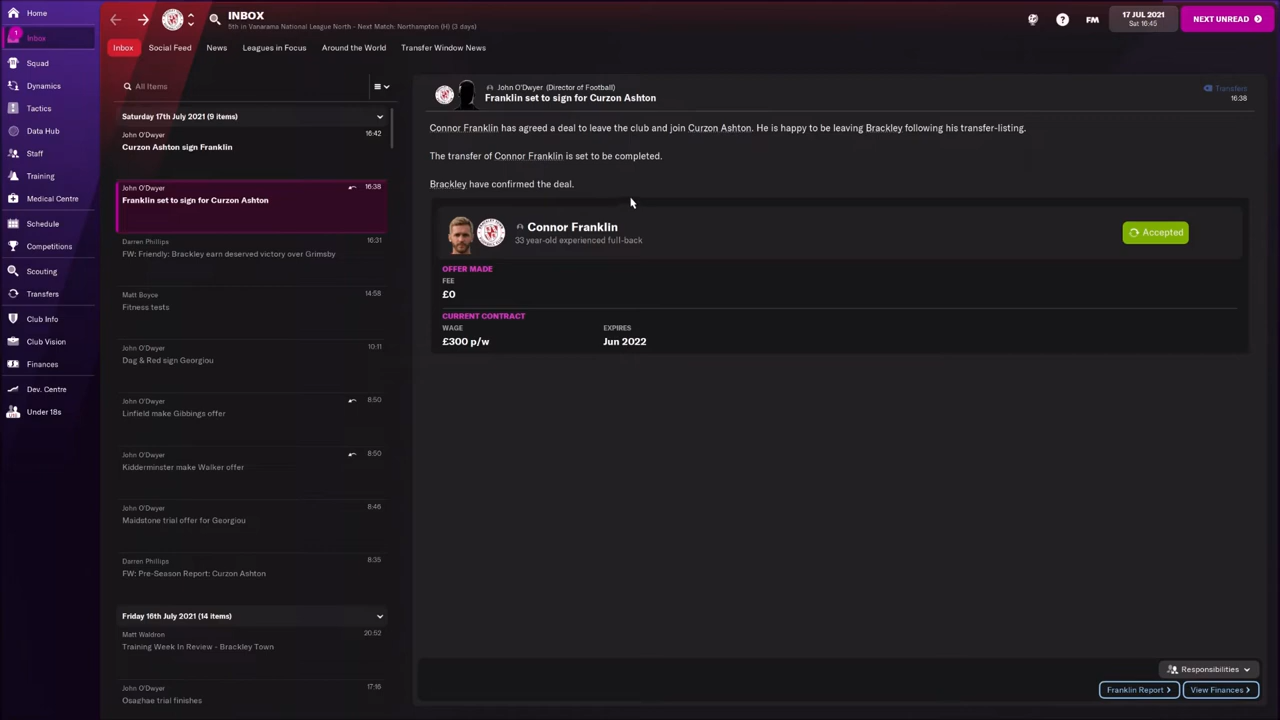 Home
INBOX
5th in Vanarama National League North - Next Match: Northampton (H) (3 days)
FM
17 JUL 2021
Sat 16:45
NEXT UNREAD
1
Inbox
Inbox
Social Feed
News
Leagues in Focus
Around the World
Transfer Window News
Squad
Dynamics
Tactics
Data Hub
Staff
Training
Medical Centre
Schedule
Competitions
Scouting
Transfers
Club Info
Club Vision
Finances
Dev. Centre
Under 18s
All Items
Saturday 17th July 2021 (9 items)
John O'Dwyer
16:42
Curzon Ashton sign Franklin
John O'Dwyer
16:38
Franklin set to sign for Curzon Ashton
Darren Phillips
16:31
FW: Friendly: Brackley earn deserved victory over Grimsby
Matt Boyce
14:58
Fitness tests
John O'Dwyer
10:11
Dag & Red sign Georgiou
John O'Dwyer
8:50
Linfield make Gibbings offer
John O'Dwyer
8:50
Kidderminster make Walker offer
John O'Dwyer
8:46
Maidstone trial offer for Georgiou
Darren Phillips
8:35
FW: Pre-Season Report: Curzon Ashton
Friday 16th July 2021 (14 items)
Matt Waldron
20:52
Training Week In Review - Brackley Town
John O'Dwyer
17:16
Osaghae trial finishes
John O'Dwyer (Director of Football)
Franklin set to sign for Curzon Ashton
Transfers
16:38
Connor Franklin has agreed a deal to leave the club and join Curzon Ashton. He is happy to be leaving Brackley following his transfer-listing.
The transfer of Connor Franklin is set to be completed.
Brackley have confirmed the deal.
Connor Franklin
33 year-old experienced full-back
Accepted
OFFER MADE
FEE
£0
CURRENT CONTRACT
WAGE
EXPIRES
£300 p/w
Jun 2022
Responsibilities
Franklin Report
View Finances